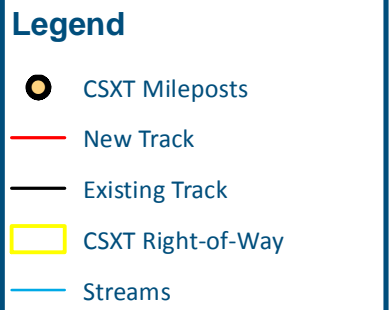 Legend
CSXT Mileposts
New Track
Existing Track
CSXT Right-of-Way
Streams